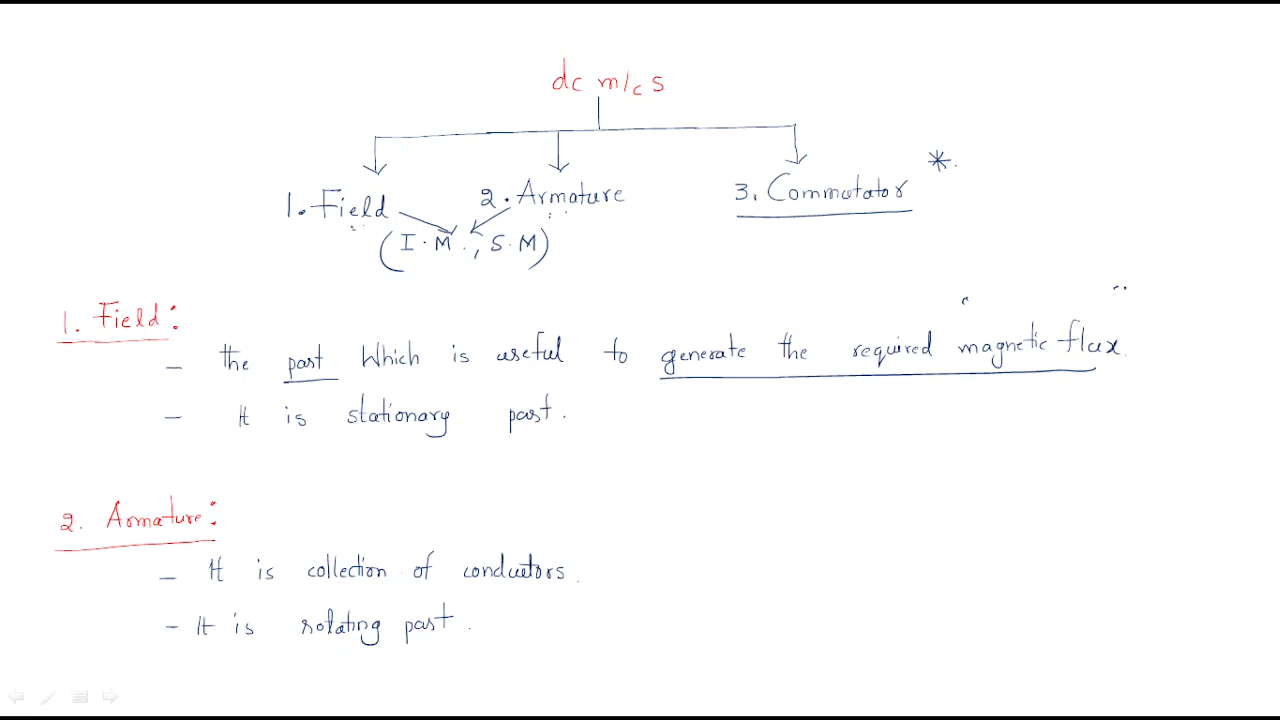 dc m/c s
1. Field 2. Armature 3. Commutator *
(I.M., S.M)
1. Field:
- the part which is useful to generate the required magnetic flux.
- It is stationary part.
2. Armature:
- It is collection of conductors.
- It is rotating part.